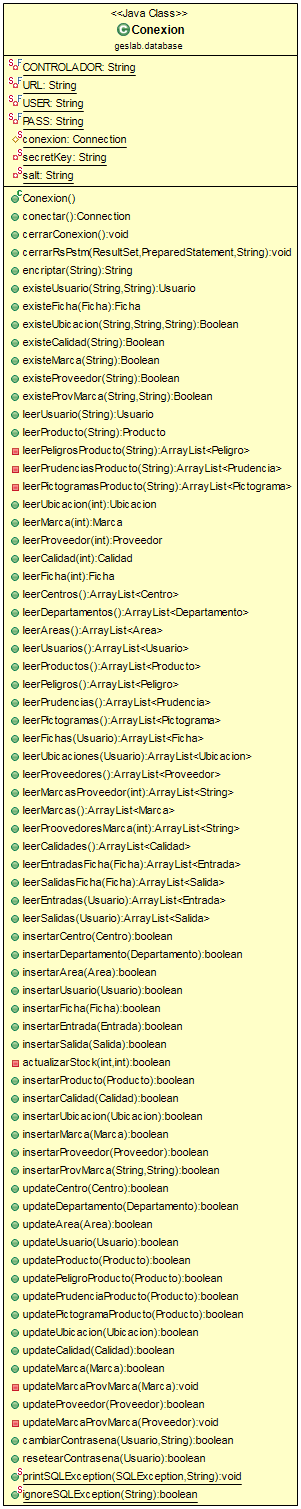 <<Java Class>>
Conexion
geslab.database
CONTROLADOR: String
URL: String
USER: String
PASS: String
conexion: Connection
secretKey: String
salt: String
Conexion()
conectar():Connection
cerrarConexion():void
cerrarRsPstm(ResultSet,PreparedStatement,String):void
encriptar(String):String
existeUsuario(String,String):Usuario
existeFicha(Ficha):Ficha
existeUbicacion(String,String,String):Boolean
existeCalidad(String):Boolean
existeMarca(String):Boolean
existeProveedor(String):Boolean
existeProvMarca(String,String):Boolean
leerUsuario(String):Usuario
leerProducto(String):Producto
leerPeligrosProducto(String):ArrayList<Peligro>
leerPrudenciasProducto(String):ArrayList<Prudencia>
leerPictogramasProducto(String):ArrayList<Pictograma>
leerUbicacion(int):Ubicacion
leerMarca(int):Marca
leerProveedor(int):Proveedor
leerCalidad(int):Calidad
leerFicha(int):Ficha
leerCentros():ArrayList<Centro>
leerDepartamentos():ArrayList<Departamento>
leerAreas():ArrayList<Area>
leerUsuarios():ArrayList<Usuario>
leerProductos():ArrayList<Producto>
leerPeligros():ArrayList<Peligro>
leerPrudencias():ArrayList<Prudencia>
leerPictogramas():ArrayList<Pictograma>
leerFichas(Usuario):ArrayList<Ficha>
leerUbicaciones(Usuario):ArrayList<Ubicacion>
leerProveedores():ArrayList<Proveedor>
leerMarcasProveedor(int):ArrayList<String>
leerMarcas():ArrayList<Marca>
leerProovedoresMarca(int):ArrayList<String>
leerCalidades():ArrayList<Calidad>
leerEntradasFicha(Ficha):ArrayList<Entrada>
leerSalidasFicha(Ficha):ArrayList<Salida>
leerEntradas(Usuario):ArrayList<Entrada>
leerSalidas(Usuario):ArrayList<Salida>
insertarCentro(Centro):boolean
insertarDepartamento(Departamento):boolean
insertarArea(Area):boolean
insertarUsuario(Usuario):boolean
insertarFicha(Ficha):boolean
insertarEntrada(Entrada):boolean
insertarSalida(Salida):boolean
actualizarStock(int,int):boolean
insertarProducto(Producto):boolean
insertarCalidad(Calidad):boolean
insertarUbicacion(Ubicacion):boolean
insertarMarca(Marca):boolean
insertarProveedor(Proveedor):boolean
insertarProvMarca(String,String):boolean
updateCentro(Centro):boolean
updateDepartamento(Departamento):boolean
updateArea(Area):boolean
updateUsuario(Usuario):boolean
updateProducto(Producto):boolean
updatePeligroProducto(Producto):boolean
updatePrudenciaProducto(Producto):boolean
updatePictogramaProducto(Producto):boolean
updateUbicacion(Ubicacion):boolean
updateCalidad(Calidad):boolean
updateMarca(Marca):boolean
updateMarcaProvMarca(Marca):void
updateProveedor(Proveedor):boolean
updateMarcaProvMarca(Proveedor):void
cambiarContrasena(Usuario,String):boolean
resetearContrasena(Usuario):boolean
printSQLException(SQLException,String):void
ignoreSQLException(String):boolean